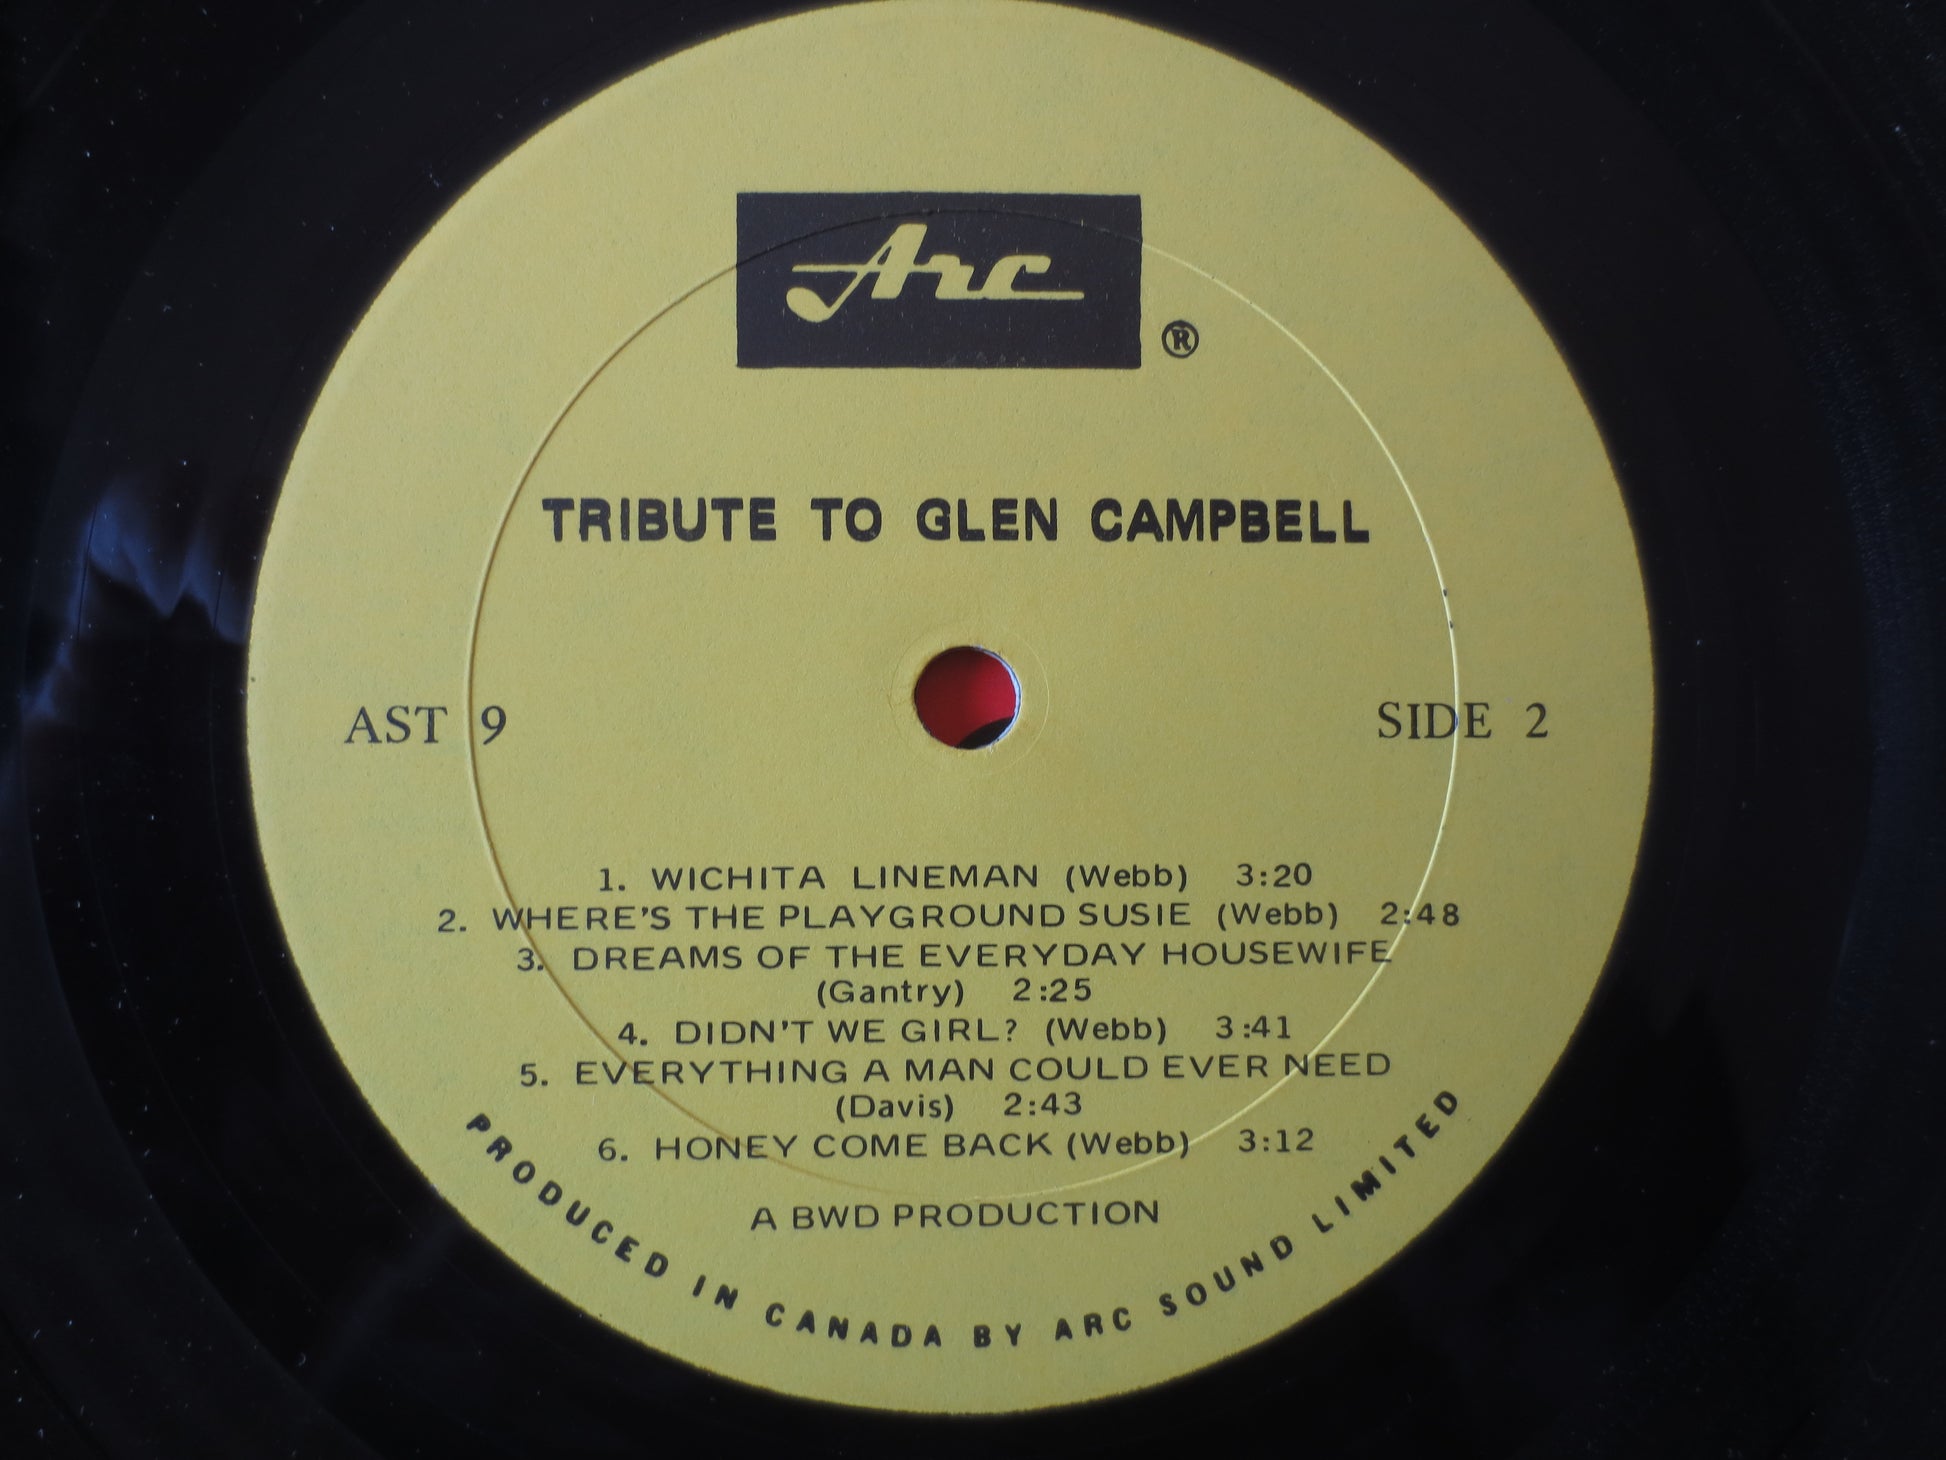 Arc
®
TRIBUTE TO GLEN CAMPBELL
AST 9
SIDE 2
1. WICHITA LINEMAN (Webb) 3:20
2. WHERE'S THE PLAYGROUND SUSIE (Webb) 2:48
3. DREAMS OF THE EVERYDAY HOUSEWIFE
(Gantry) 2:25
4. DIDN'T WE GIRL? (Webb) 3:41
5. EVERYTHING A MAN COULD EVER NEED
(Davis) 2:43
6. HONEY COME BACK (Webb) 3:12
A BWD PRODUCTION
PRODUCED IN CANADA BY ARC SOUND LIMITED